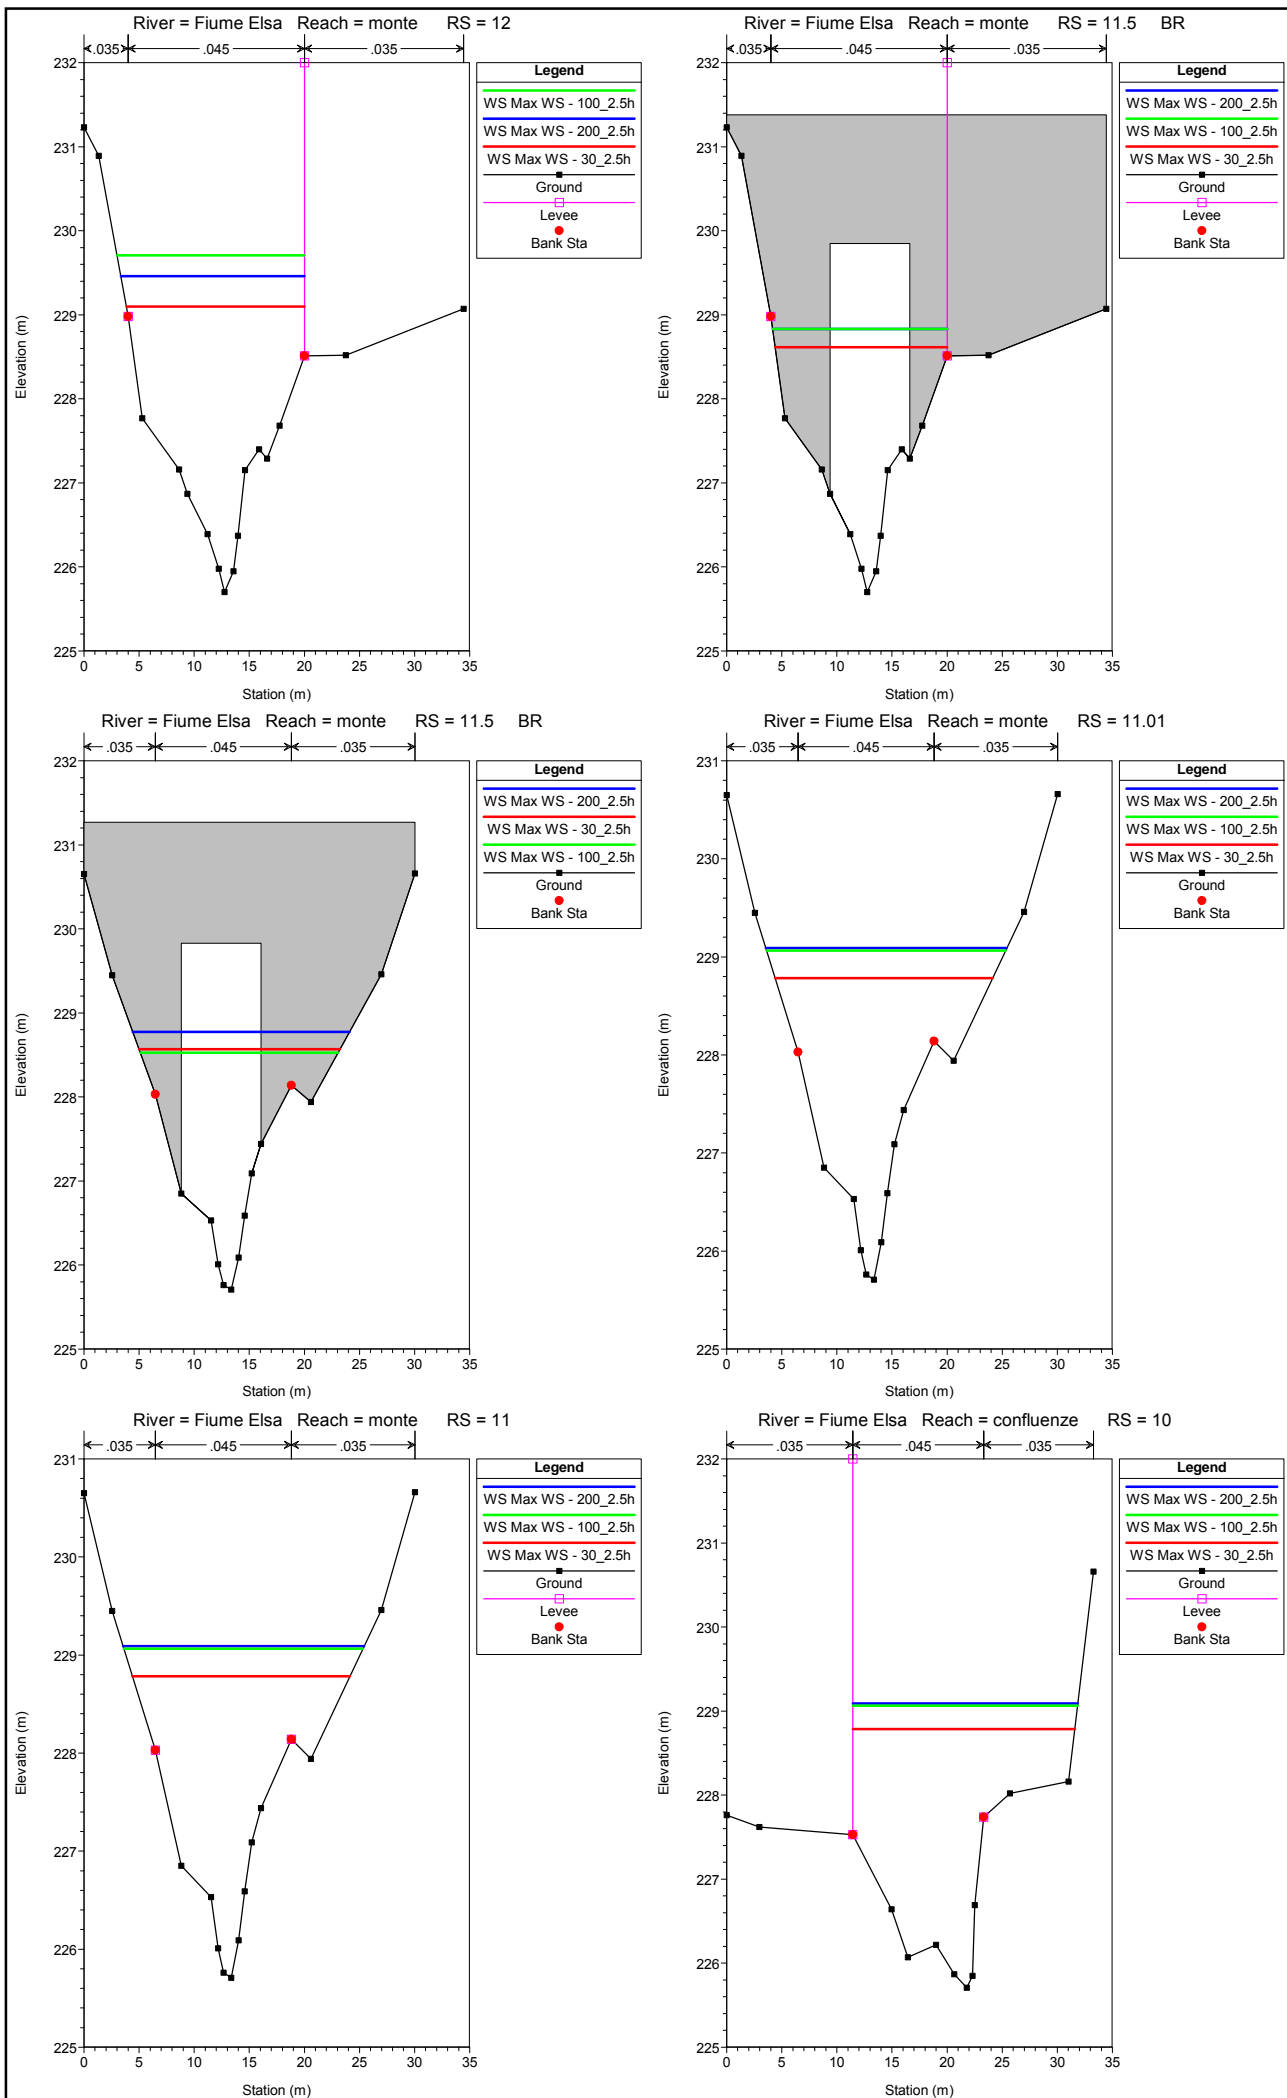 River = Fiume Elsa Reach = monte RS = 12
.035 .045 .035
232
231
230
229
228
227
226
225
0 5 10 15 20 25 30 35
Station (m)
Elevation (m)
Legend
WS Max WS - 100_2.5h
WS Max WS - 200_2.5h
WS Max WS - 30_2.5h
Ground
Levee
Bank Sta
River = Fiume Elsa Reach = monte RS = 11.5 BR
.035 .045 .035
232
231
230
229
228
227
226
225
0 5 10 15 20 25 30 35
Station (m)
Elevation (m)
Legend
WS Max WS - 200_2.5h
WS Max WS - 100_2.5h
WS Max WS - 30_2.5h
Ground
Levee
Bank Sta
River = Fiume Elsa Reach = monte RS = 11.5 BR
.035 .045 .035
232
231
230
229
228
227
226
225
0 5 10 15 20 25 30 35
Station (m)
Elevation (m)
Legend
WS Max WS - 200_2.5h
WS Max WS - 30_2.5h
WS Max WS - 100_2.5h
Ground
Bank Sta
River = Fiume Elsa Reach = monte RS = 11.01
.035 .045 .035
231
230
229
228
227
226
225
0 5 10 15 20 25 30 35
Station (m)
Elevation (m)
Legend
WS Max WS - 200_2.5h
WS Max WS - 100_2.5h
WS Max WS - 30_2.5h
Ground
Bank Sta
River = Fiume Elsa Reach = monte RS = 11
.035 .045 .035
231
230
229
228
227
226
225
0 5 10 15 20 25 30 35
Station (m)
Elevation (m)
Legend
WS Max WS - 200_2.5h
WS Max WS - 100_2.5h
WS Max WS - 30_2.5h
Ground
Levee
Bank Sta
River = Fiume Elsa Reach = confluenze RS = 10
.035 .045 .035
232
231
230
229
228
227
226
225
0 5 10 15 20 25 30 35
Station (m)
Elevation (m)
Legend
WS Max WS - 200_2.5h
WS Max WS - 100_2.5h
WS Max WS - 30_2.5h
Ground
Levee
Bank Sta